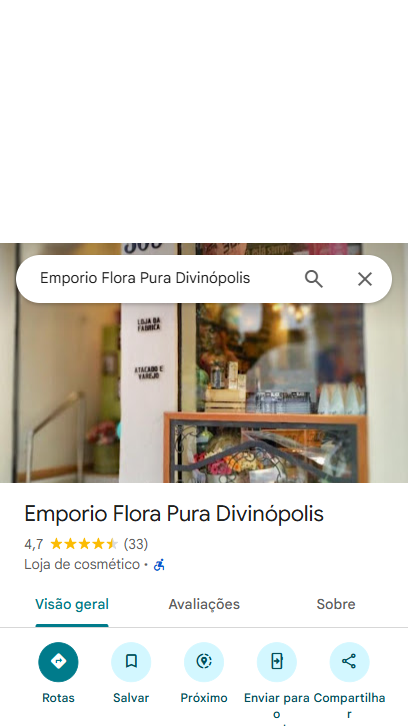 Emporio Flora Pura Divinópolis
LOJA DA
FABRICA
ATACADO E
VAREJO
Emporio Flora Pura Divinópolis
4,7 (33)
Loja de cosmético ·
Visão geral Avaliações Sobre
Rotas Salvar Próximo Enviar para o Compartilhar